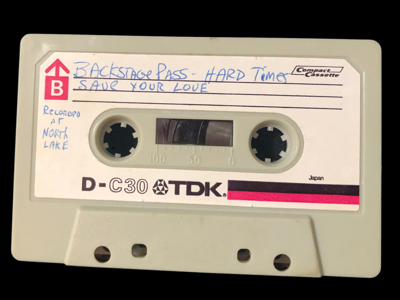 BACKSTAGE PASS - HARD Times
SAVE YOUR LOVE
Compact
Cassette
B
RECORDED
AT
NORTH
LAKE
100 50 0
D-C30 TDK®
Japan